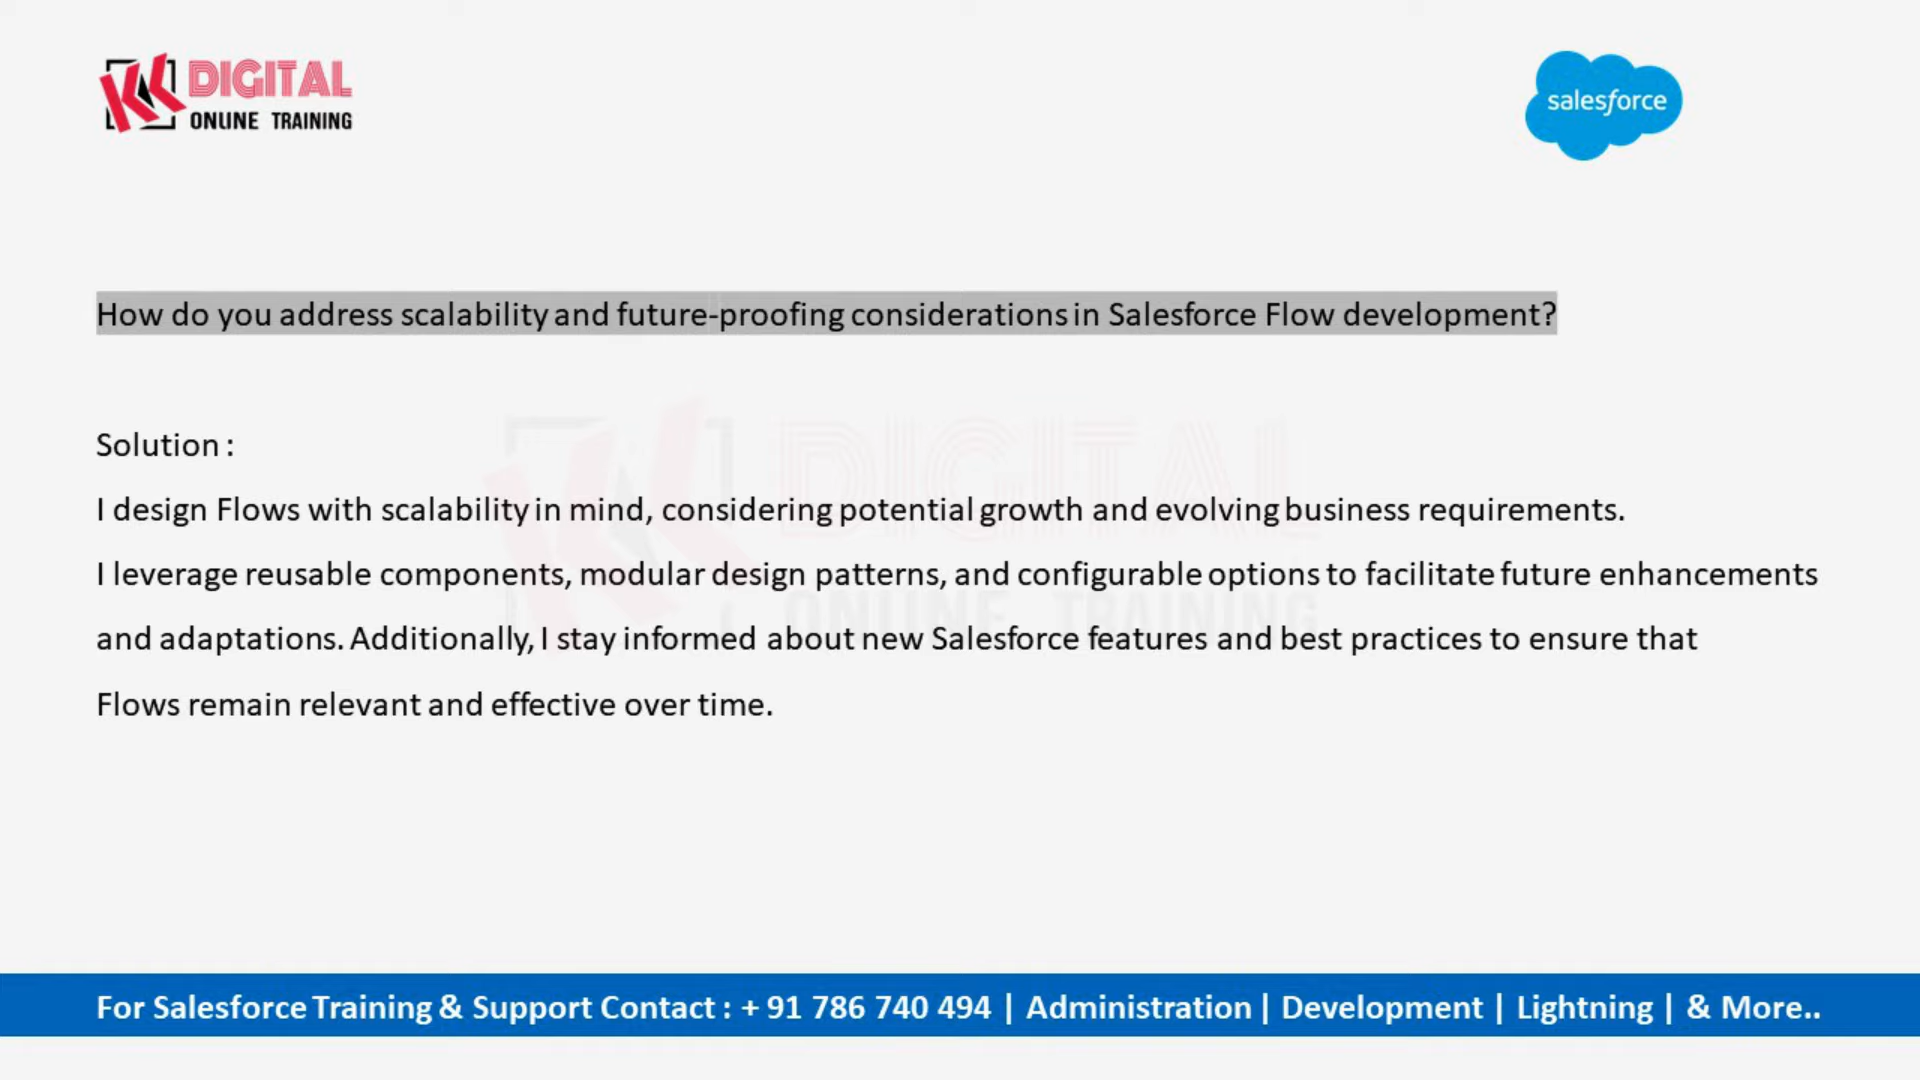 KK DIGITAL
ONLINE TRAINING
salesforce
How do you address scalability and future-proofing considerations in Salesforce Flow development?
Solution :
I design Flows with scalability in mind, considering potential growth and evolving business requirements.
I leverage reusable components, modular design patterns, and configurable options to facilitate future enhancements
and adaptations. Additionally, I stay informed about new Salesforce features and best practices to ensure that
Flows remain relevant and effective over time.
DIGITAL
ONLINE TRAINING
For Salesforce Training & Support Contact : + 91 786 740 494 | Administration | Development | Lightning | & More..